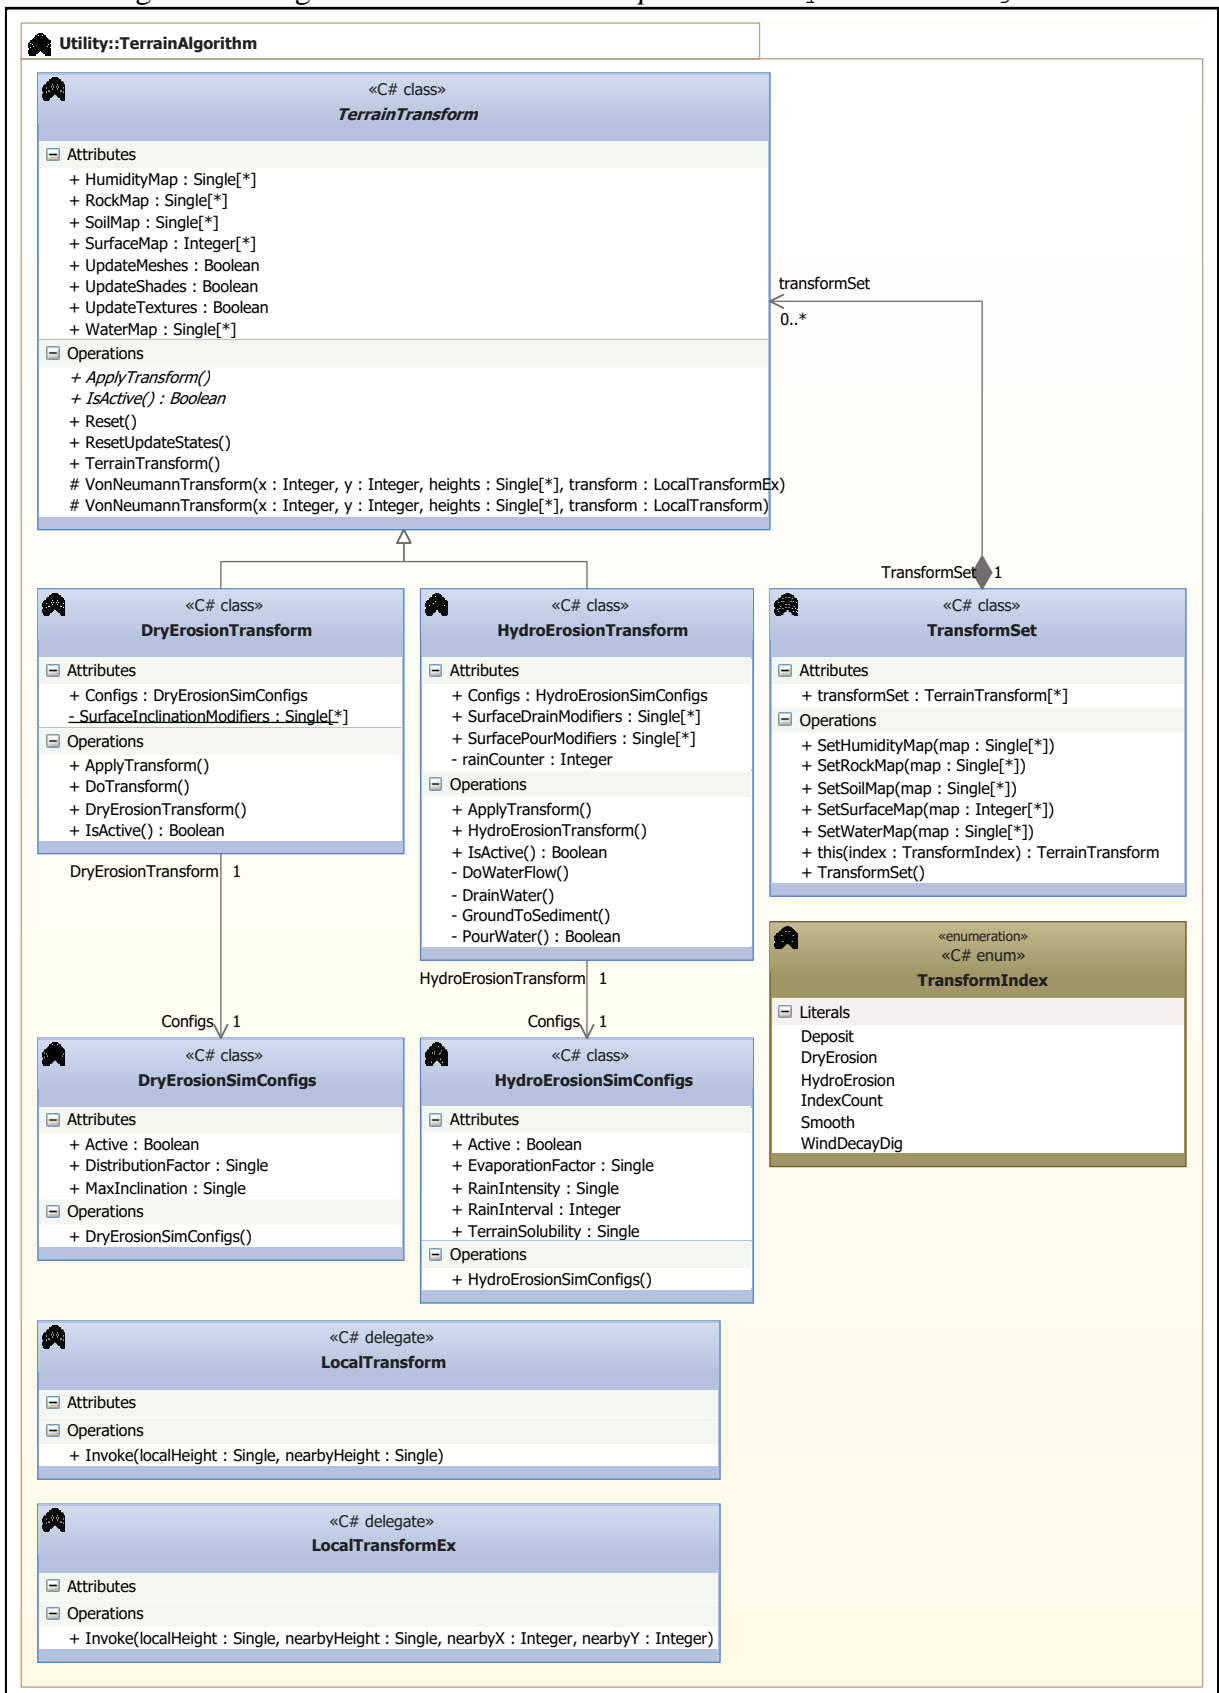 Utility::TerrainAlgorithm
«C# class»
TerrainTransform
Attributes
+ HumidityMap : Single[*]
+ RockMap : Single[*]
+ SoilMap : Single[*]
+ SurfaceMap : Integer[*]
+ UpdateMeshes : Boolean
+ UpdateShades : Boolean
+ UpdateTextures : Boolean
+ WaterMap : Single[*]
Operations
+ ApplyTransform()
+ IsActive() : Boolean
+ Reset()
+ ResetUpdateStates()
+ TerrainTransform()
# VonNeumannTransform(x : Integer, y : Integer, heights : Single[*], transform : LocalTransformEx)
# VonNeumannTransform(x : Integer, y : Integer, heights : Single[*], transform : LocalTransform)
transformSet
0..*
TransformSet 1
«C# class»
DryErosionTransform
Attributes
+ Configs : DryErosionSimConfigs
- SurfaceInclinationModifiers : Single[*]
Operations
+ ApplyTransform()
+ DoTransform()
+ DryErosionTransform()
+ IsActive() : Boolean
DryErosionTransform 1
Configs 1
«C# class»
HydroErosionTransform
Attributes
+ Configs : HydroErosionSimConfigs
+ SurfaceDrainModifiers : Single[*]
+ SurfacePourModifiers : Single[*]
- rainCounter : Integer
Operations
+ ApplyTransform()
+ HydroErosionTransform()
+ IsActive() : Boolean
- DoWaterFlow()
- DrainWater()
- GroundToSediment()
- PourWater() : Boolean
HydroErosionTransform 1
Configs 1
«C# class»
TransformSet
Attributes
+ transformSet : TerrainTransform[*]
Operations
+ SetHumidityMap(map : Single[*])
+ SetRockMap(map : Single[*])
+ SetSoilMap(map : Single[*])
+ SetSurfaceMap(map : Integer[*])
+ SetWaterMap(map : Single[*])
+ this(index : TransformIndex) : TerrainTransform
+ TransformSet()
«enumeration»
«C# enum»
TransformIndex
Literals
Deposit
DryErosion
HydroErosion
IndexCount
Smooth
WindDecayDig
«C# class»
DryErosionSimConfigs
Attributes
+ Active : Boolean
+ DistributionFactor : Single
+ MaxInclination : Single
Operations
+ DryErosionSimConfigs()
«C# class»
HydroErosionSimConfigs
Attributes
+ Active : Boolean
+ EvaporationFactor : Single
+ RainIntensity : Single
+ RainInterval : Integer
+ TerrainSolubility : Single
Operations
+ HydroErosionSimConfigs()
«C# delegate»
LocalTransform
Attributes
Operations
+ Invoke(localHeight : Single, nearbyHeight : Single)
«C# delegate»
LocalTransformEx
Attributes
Operations
+ Invoke(localHeight : Single, nearbyHeight : Single, nearbyX : Integer, nearbyY : Integer)